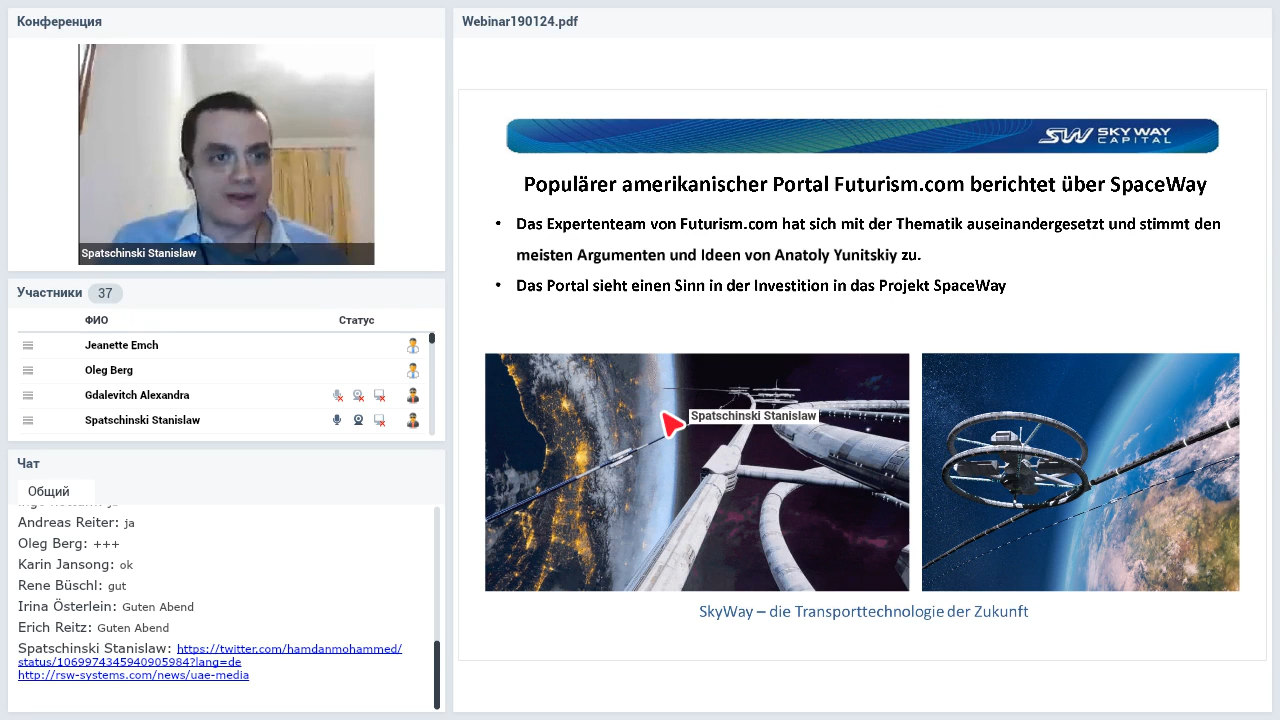 Конференция
Spatschinski Stanislaw
Участники 37
ФИО Статус
Jeanette Emch
Oleg Berg
Gdalevitch Alexandra
Spatschinski Stanislaw
Чат
Общий
Andreas Reiter: ja
Oleg Berg: +++
Karin Jansong: ok
Rene Büschl: gut
Irina Österlein: Guten Abend
Erich Reitz: Guten Abend
Spatschinski Stanislaw: https://twitter.com/hamdanmohammed/
status/1069974345940905984?lang=de
http://rsw-systems.com/news/uae-media
Webinar190124.pdf
SW SKY WAY
CAPITAL
Populärer amerikanischer Portal Futurism.com berichtet über SpaceWay
• Das Expertenteam von Futurism.com hat sich mit der Thematik auseinandergesetzt und stimmt den
meisten Argumenten und Ideen von Anatoly Yunitskiy zu.
• Das Portal sieht einen Sinn in der Investition in das Projekt SpaceWay
Spatschinski Stanislaw
SkyWay – die Transporttechnologie der Zukunft